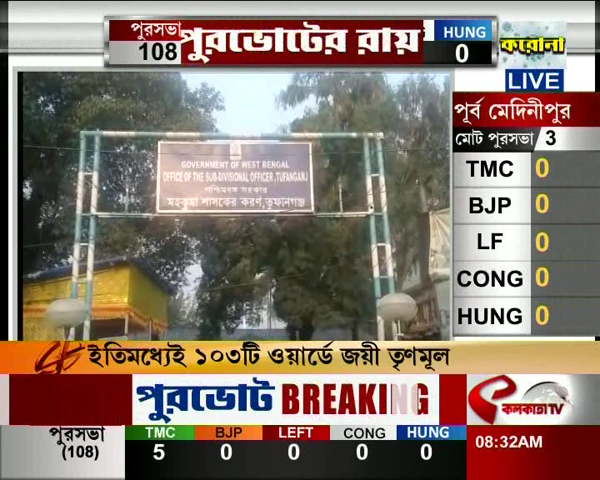 পুরসভা
108
পুরভোটের রায়
HUNG
0
করোনা
LIVE
GOVERNMENT OF WEST BENGAL
OFFICE OF THE SUB-DIVISIONAL OFFICER, TUFANGANJ
পশ্চিমবঙ্গ সরকার
মহকুমা শাসকের করণ, তুফানগঞ্জ
পূর্ব মেদিনীপুর
মোট পুরসভা 3
TMC 0
BJP 0
LF 0
CONG 0
HUNG 0
ইতিমধ্যেই ১০৩টি ওয়ার্ডে জয়ী তৃণমূল
পুরভোট BREAKING
কলকাতা TV
পুরসভা
(108)
TMC BJP LEFT CONG HUNG
5 0 0 0 0
08:32AM